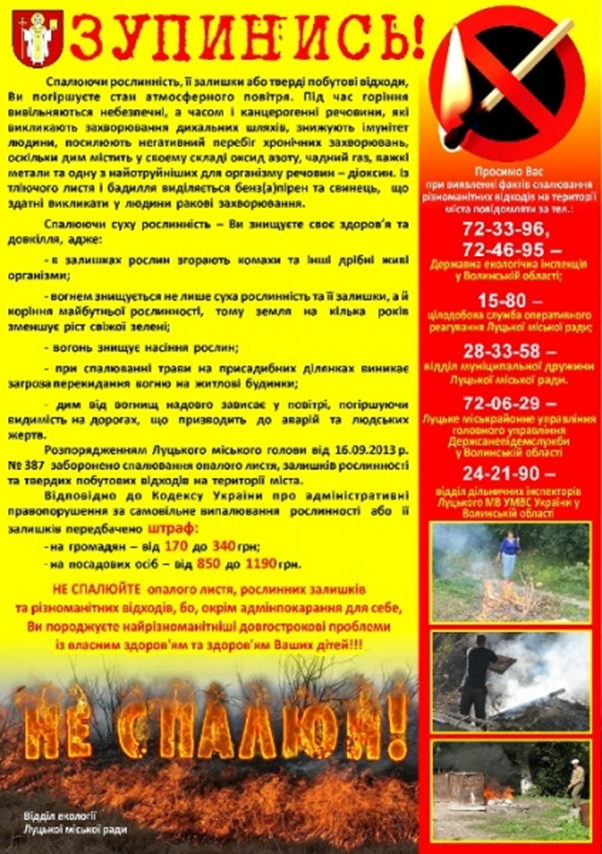 ЗУПИНИСЬ!
Спалюючи рослинність, її залишки або тверді побутові відходи,
Ви погіршуєте стан атмосферного повітря. Під час горіння
вивільняються небезпечні, а часом і канцерогенні речовини, які
викликають захворювання дихальних шляхів, знижують імунітет
людини, посилюють негативний перебіг хронічних захворювань,
оскільки дим містить у своєму складі оксид азоту, чадний газ, важкі
метали та одну з найотруйніших для організму речовин – діоксин. Із
тліючого листя і бадилля виділяється бенз(а)пірен та свинець, що
здатні викликати у людини ракові захворювання.
Спалюючи суху рослинність – Ви знищуєте своє здоров'я та
довкілля, адже:
- в залишках рослин згорають комахи та інші дрібні живі
організми;
- вогнем знищується не лише суха рослинність та її залишки, а й
коріння майбутньої рослинності, тому земля на кілька років
зменшує ріст свіжої зелені;
- вогонь знищує насіння рослин;
- при спалюванні трави на присадибних ділянках виникає
загроза перекидання вогню на житлові будинки;
- дим від вогнищ надовго зависає у повітрі, погіршуючи
видимість на дорогах, що призводить до аварій та людських
жертв.
Розпорядженням Луцького міського голови від 16.09.2013 р.
№ 387 заборонено спалювання опалого листя, залишків рослинності
та твердих побутових відходів на території міста.
Відповідно до Кодексу України про адміністративні
правопорушення за самовільне випалювання рослинності або її
залишків передбачено штраф:
- на громадян – від 170 до 340 грн;
- на посадових осіб – від 850 до 1190 грн.
НЕ СПАЛЮЙТЕ опалого листя, рослинних залишків
та різноманітних відходів, бо, окрім адмінпокарання для себе,
Ви породжуєте найрізноманітніші довгострокові проблеми
із власним здоров'ям та здоров'ям Ваших дітей!!!
НЕ СПАЛЮЙ!
Відділ екології
Луцької міської ради
Просимо Вас
при виявленні фактів спалювання
різноманітних відходів на території
міста повідомляти за тел.:
72-33-96,
72-46-95 –
Державна екологічна інспекція
у Волинській області;
15-80 –
цілодобова служба оперативного
реагування Луцької міської ради;
28-33-58 –
відділ муніципальної дружини
Луцької міської ради.
72-06-29 –
Луцьке міськрайонне управління
головного управління
Держсанепідемслужби
у Волинській області
24-21-90 –
відділ дільничних інспекторів
Луцького МВ УМВС України у
Волинській області